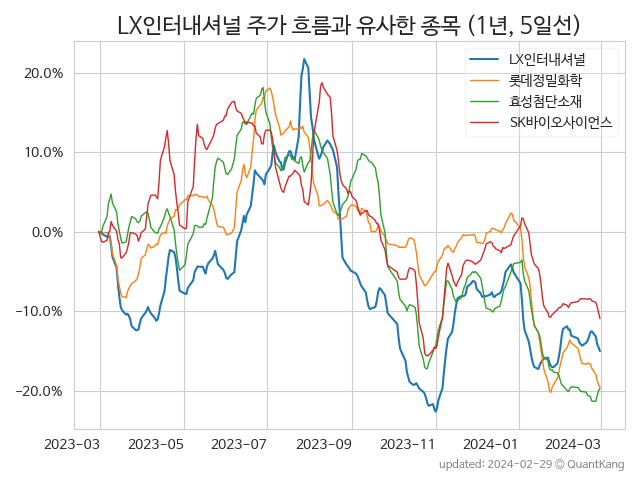 LX인터내셔널 주가 흐름과 유사한 종목 (1년, 5일선)
LX인터내셔널
롯데정밀화학
효성첨단소재
SK바이오사이언스
20.0%
10.0%
0.0%
-10.0%
-20.0%
2023-03 2023-05 2023-07 2023-09 2023-11 2024-01 2024-03
updated: 2024-02-29 © QuantKang